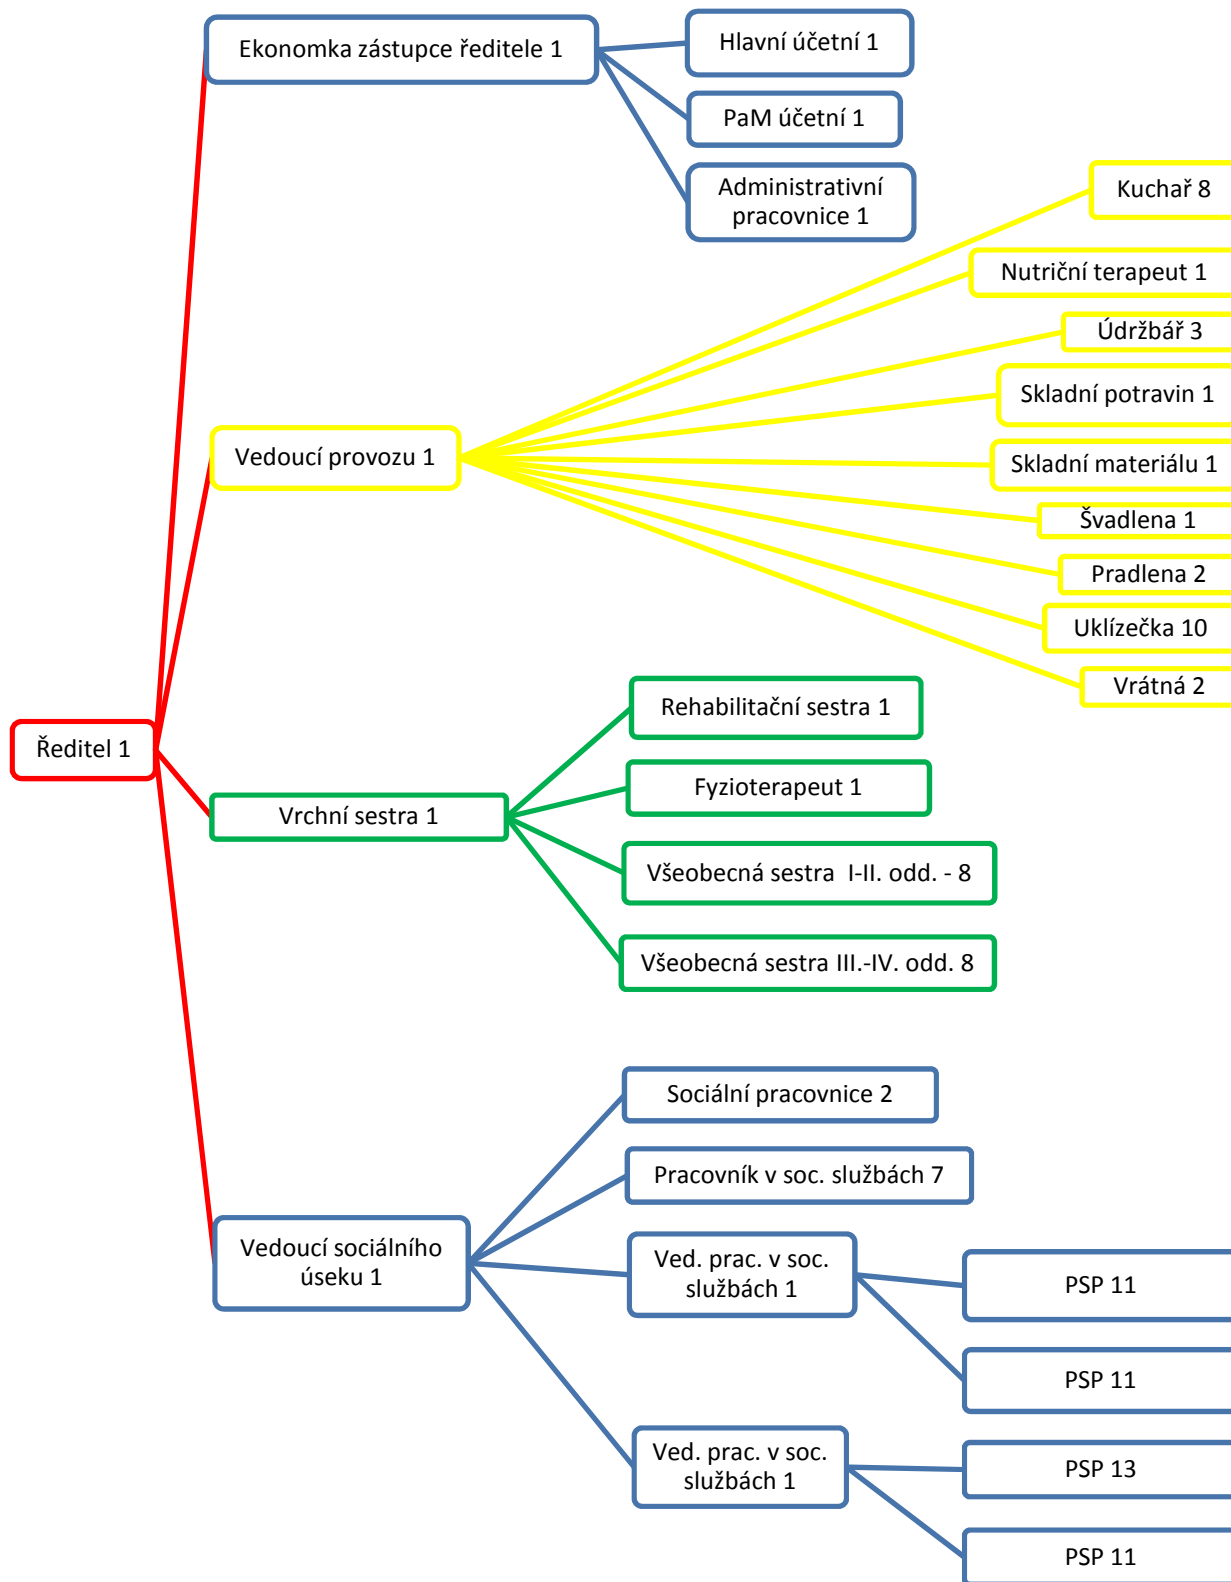 Ekonomka zástupce ředitele 1
Hlavní účetní 1
PaM účetní 1
Administrativní
pracovnice 1
Kuchař 8
Nutriční terapeut 1
Údržbář 3
Skladní potravin 1
Vedoucí provozu 1
Skladní materiálu 1
Švadlena 1
Pradlena 2
Uklízečka 10
Vrátná 2
Ředitel 1
Rehabilitační sestra 1
Fyzioterapeut 1
Vrchní sestra 1
Všeobecná sestra  I-II. odd. - 8
Všeobecná sestra III.-IV. odd. 8
Sociální pracovnice 2
Pracovník v soc. službách 7
Vedoucí sociálního
úseku 1
Ved. prac. v soc.
službách 1
PSP 11
PSP 11
Ved. prac. v soc.
službách 1
PSP 13
PSP 11